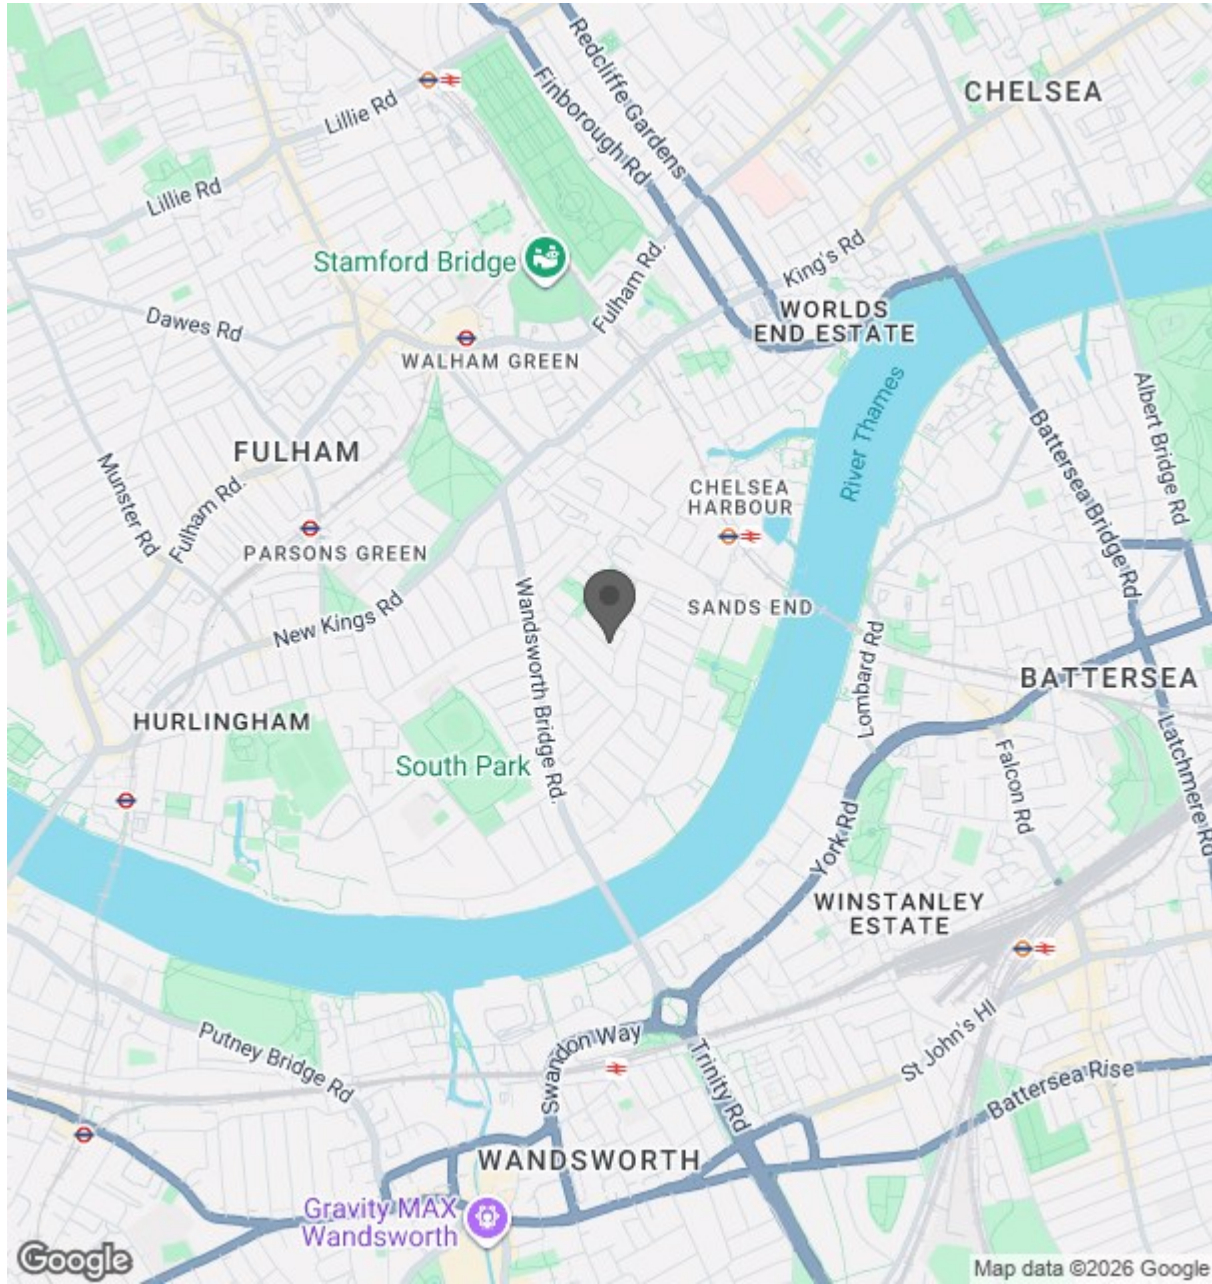 CHELSEA
Redcliffe Gardens
Finborough Rd
Lillie Rd
Lillie Rd
Stamford Bridge
Fulham Rd.
King's Rd
WORLDS
END ESTATE
Dawes Rd
WALHAM GREEN
River Thames
Albert Bridge Rd
Battersea Bridge Rd
FULHAM
Munster Rd
Fulham Rd.
CHELSEA
HARBOUR
PARSONS GREEN
New Kings Rd
Wandsworth Bridge Rd.
SANDS END
Lombard Rd
BATTERSEA
HURLINGHAM
South Park
Latchmere Rd
Falcon Rd
York Rd
WINSTANLEY
ESTATE
Putney Bridge Rd
Swandon Way
Trinity Rd
St John's Hl
Battersea Rise
WANDSWORTH
Gravity MAX
Wandsworth
Google
Map data ©2026 Google